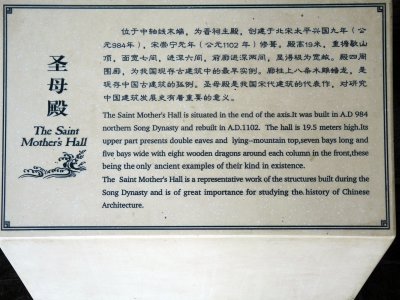 圣母殿
The Saint
Mother's Hall
位于中轴线末端，为晋祠主殿，创建于北宋太平兴国九年（公
元984年），宋崇宁元年（公元1102年）修葺。殿高19米，重檐歇山
顶，面宽七间，进深六间，前廊进深两间，显得极为宽敞。殿四周
围廊，为我国现存古建筑中的最早实例。廊柱上八条木雕蟠龙，是
现存中国古建筑的孤例。圣母殿是我国宋代建筑的代表作，对研究
中国建筑发展史有着重要的意义。
The Saint Mother's Hall is situated in the end of the axis.It was built in A.D 984
northern Song Dynasty and rebuilt in A.D.1102. The hall is 19.5 meters high.Its
upper part presents double eaves and lying-mountain top,seven bays long and
five bays wide with eight wooden dragons around each column in the front,these
being the only ancient examples of their kind in existence.
The Saint Mother's Hall is a representative work of the structures built during the
Song Dynasty and is of great importance for studying the history of Chinese
Architecture.